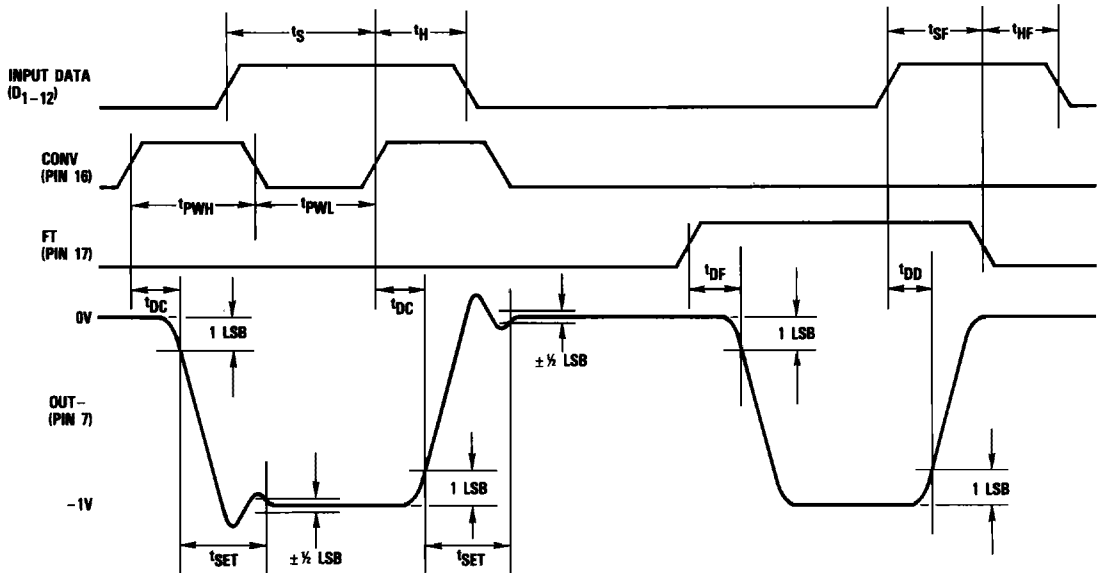 tS
tH
tSF
tHF
INPUT DATA
(D1–12)
CONV
(PIN 16)
tPWH
tPWL
FT
(PIN 17)
tDC
tDC
tDF
tDD
0V
1 LSB
± ½ LSB
1 LSB
OUT–
(PIN 7)
1 LSB
1 LSB
–1V
tSET
± ½ LSB
tSET